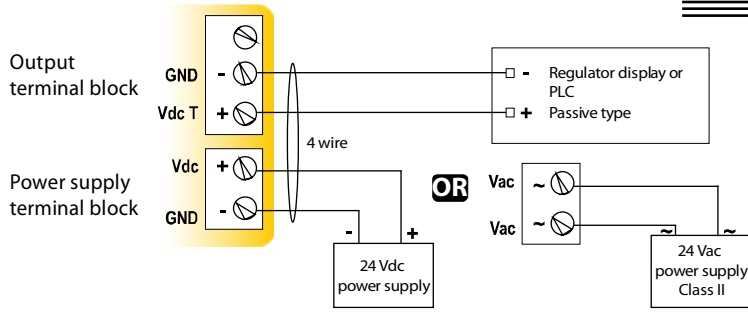 Output
terminal block
GND -
Vdc T +
- Regulator display or
PLC
+ Passive type
4 wire
Power supply
terminal block
Vdc +
GND -
- +
24 Vdc
power supply
OR
Vac ~
Vac ~
~ ~
24 Vac
power supply
Class II